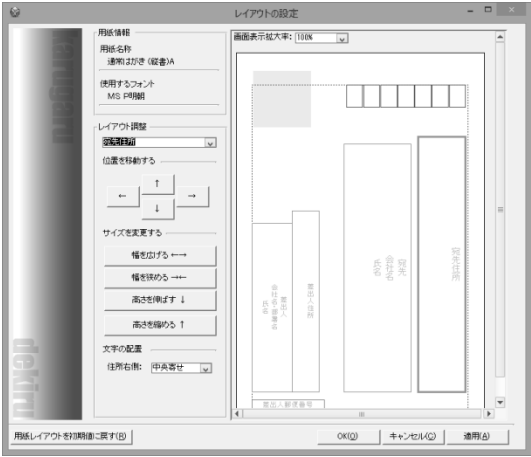 レイアウトの設定
karugaru
dekiru
用紙情報
用紙名称
通常はがき (縦書)A
使用するフォント
MS P明朝
レイアウト調整
宛先住所
位置を移動する
↑
←
→
↓
サイズを変更する
幅を広げる ←→
幅を狭める →←
高さを伸ばす ↓
高さを縮める ↑
文字の配置
住所右側: 中央寄せ
画面表示拡大率: 100%
宛先住所
宛先
会社名
氏名
差出人住所
差出人
会社名・部署名
氏名
差出人郵便番号
用紙レイアウトを初期値に戻す(R)
OK(O)
キャンセル(C)
適用(A)